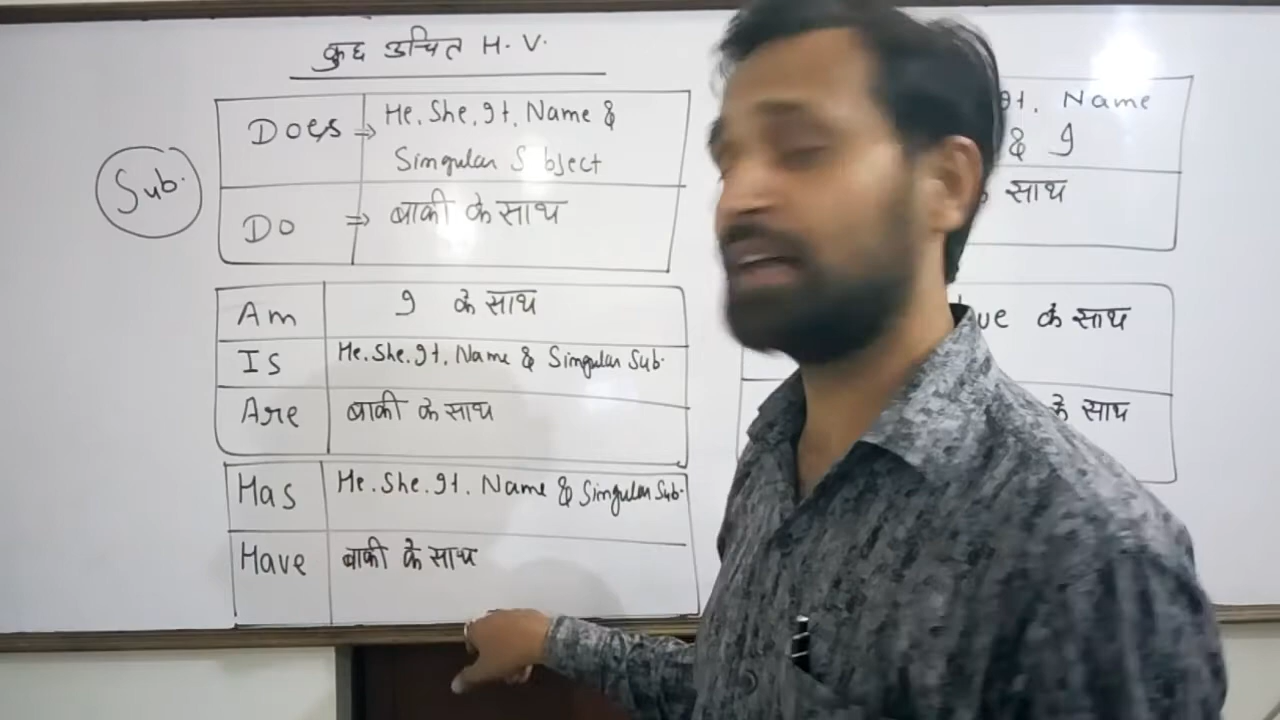 कुछ उचित H. V.
Sub.
Does ⇒ He. She. It. Name &
Singular Subject
Do ⇒ बाकी के साथ
Am I के साथ
Is He. She. It. Name & Singular Sub.
Are बाकी के साथ
Has He. She. It. Name & Singular Sub.
Have बाकी के साथ
It. Name
& I
साथ
के साथ
के साथ